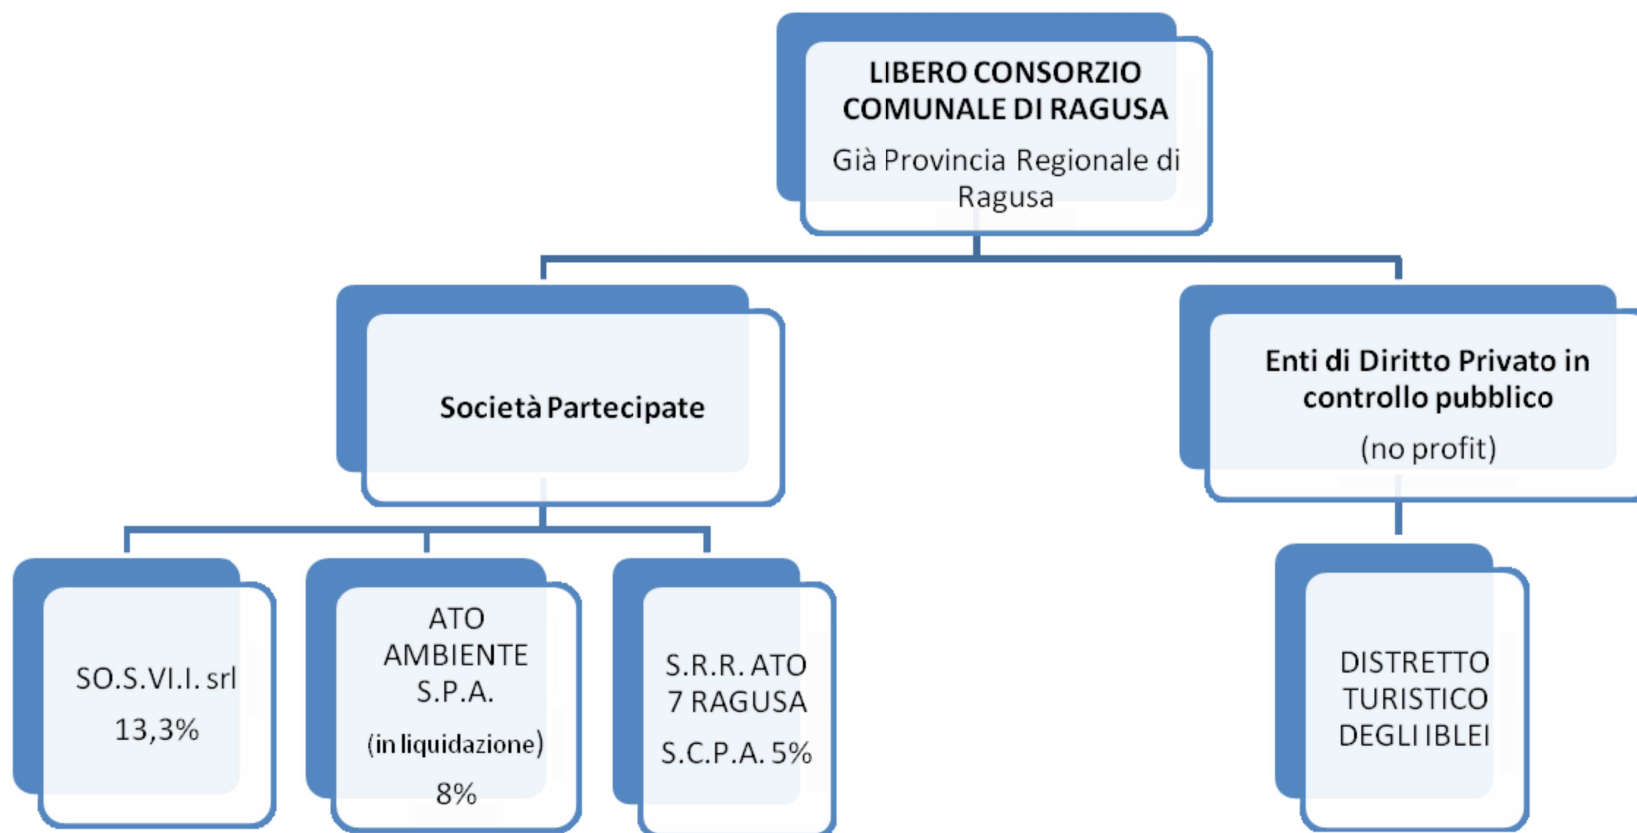 LIBERO CONSORZIO
COMUNALE DI RAGUSA
Già Provincia Regionale di
Ragusa
Società Partecipate
Enti di Diritto Privato in
controllo pubblico
(no profit)
SO.S.VI.I. srl
13,3%
ATO
AMBIENTE
S.P.A.
(in liquidazione)
8%
S.R.R. ATO
7 RAGUSA
S.C.P.A. 5%
DISTRETTO
TURISTICO
DEGLI IBLEI